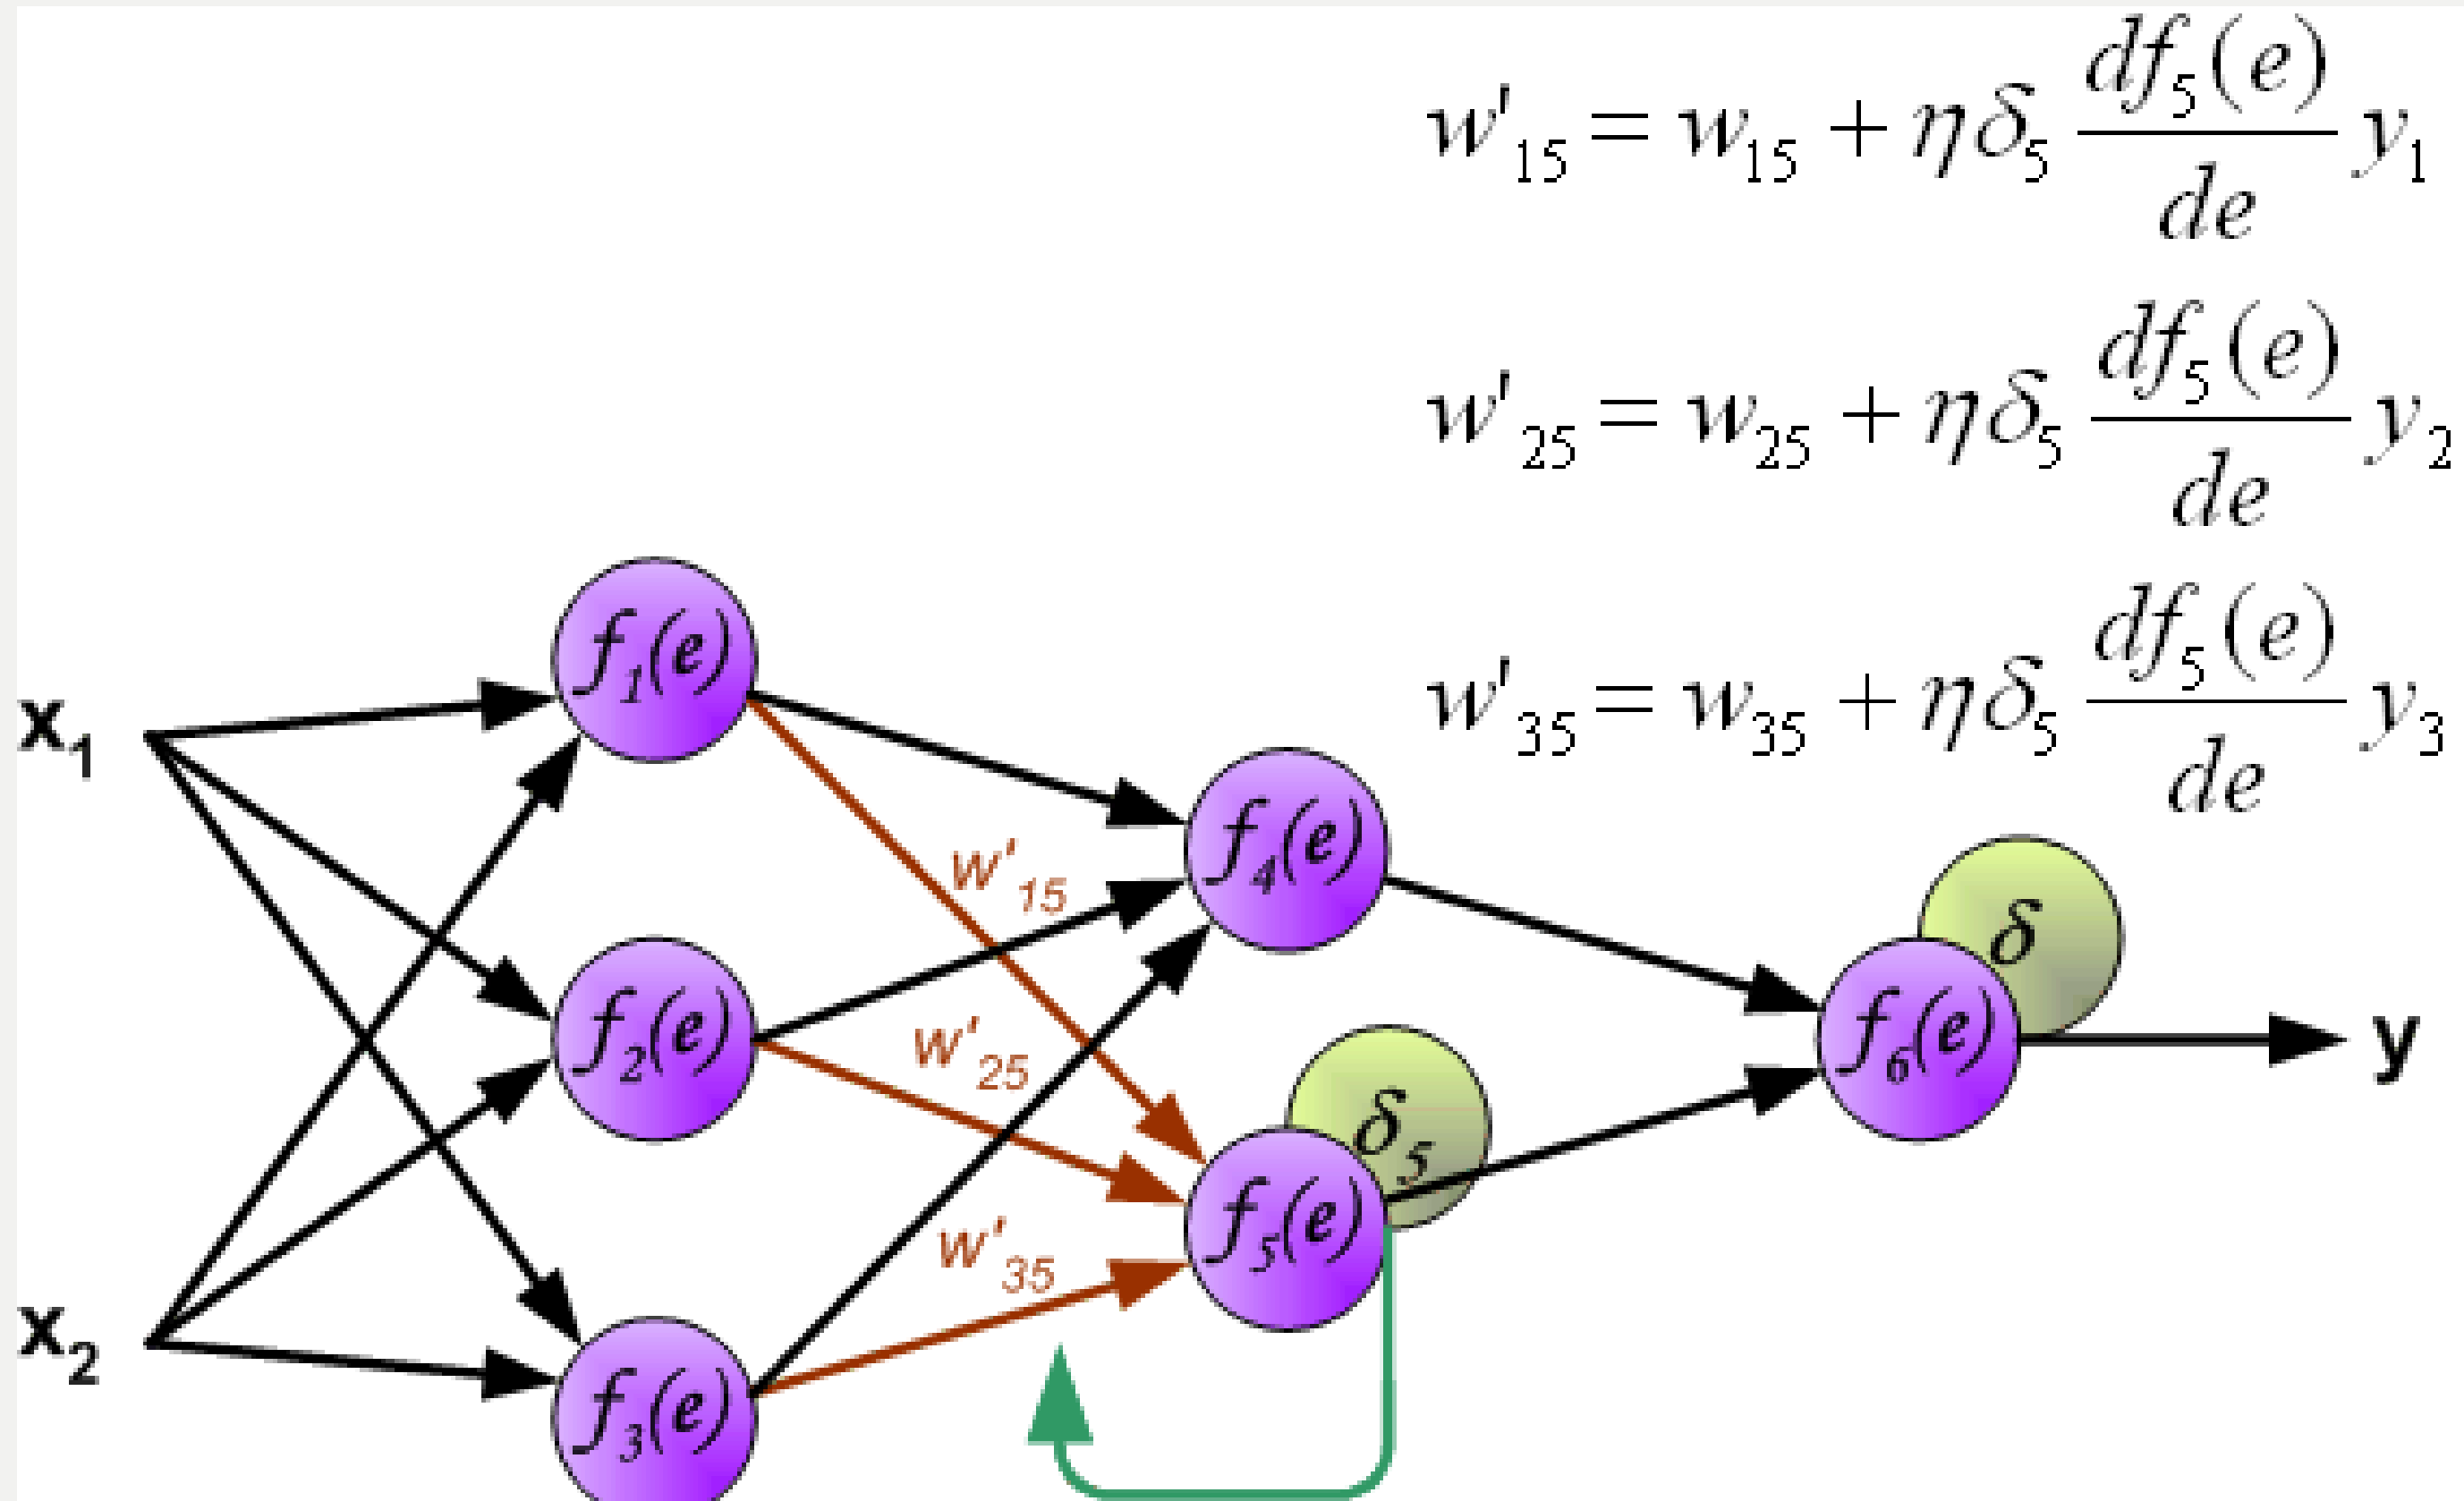 w'₁₅ = w₁₅ + ηδ₅ df₅(e)/de y₁
w'₂₅ = w₂₅ + ηδ₅ df₅(e)/de y₂
w'₃₅ = w₃₅ + ηδ₅ df₅(e)/de y₃
f₁(e)
x₁
f₄(e)
w'₁₅
δ
f₂(e)
w'₂₅
f₆(e)
y
δ₅
f₅(e)
w'₃₅
x₂
f₃(e)